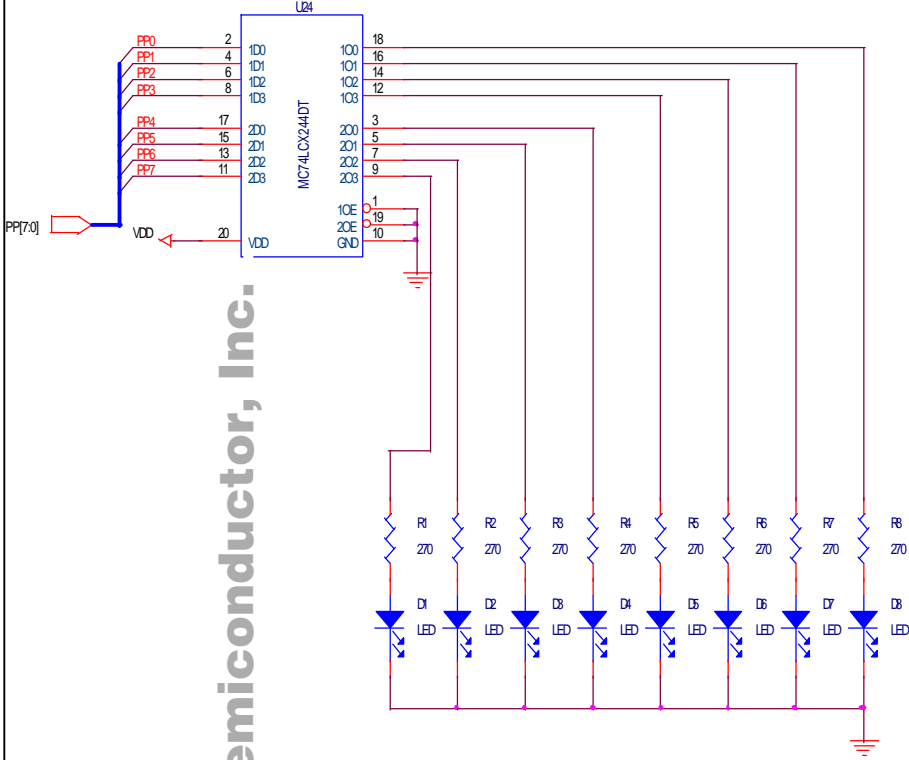 U24
PP0 2 1D0 1O0 18
PP1 4 1D1 1O1 16
PP2 6 1D2 1O2 14
PP3 8 1D3 1O3 12
PP4 17 2D0 2O0 3
PP5 15 2D1 2O1 5
PP6 13 2D2 2O2 7
PP7 11 2D3 2O3 9
MC74LCX244DT
1OE 1
2OE 19
PP[7:0]
VDD 20 VDD GND 10
emiconductor, Inc.
R1 R2 R3 R4 R5 R6 R7 R8
270 270 270 270 270 270 270 270
D1 D2 D3 D4 D5 D6 D7 D8
LED LED LED LED LED LED LED LED